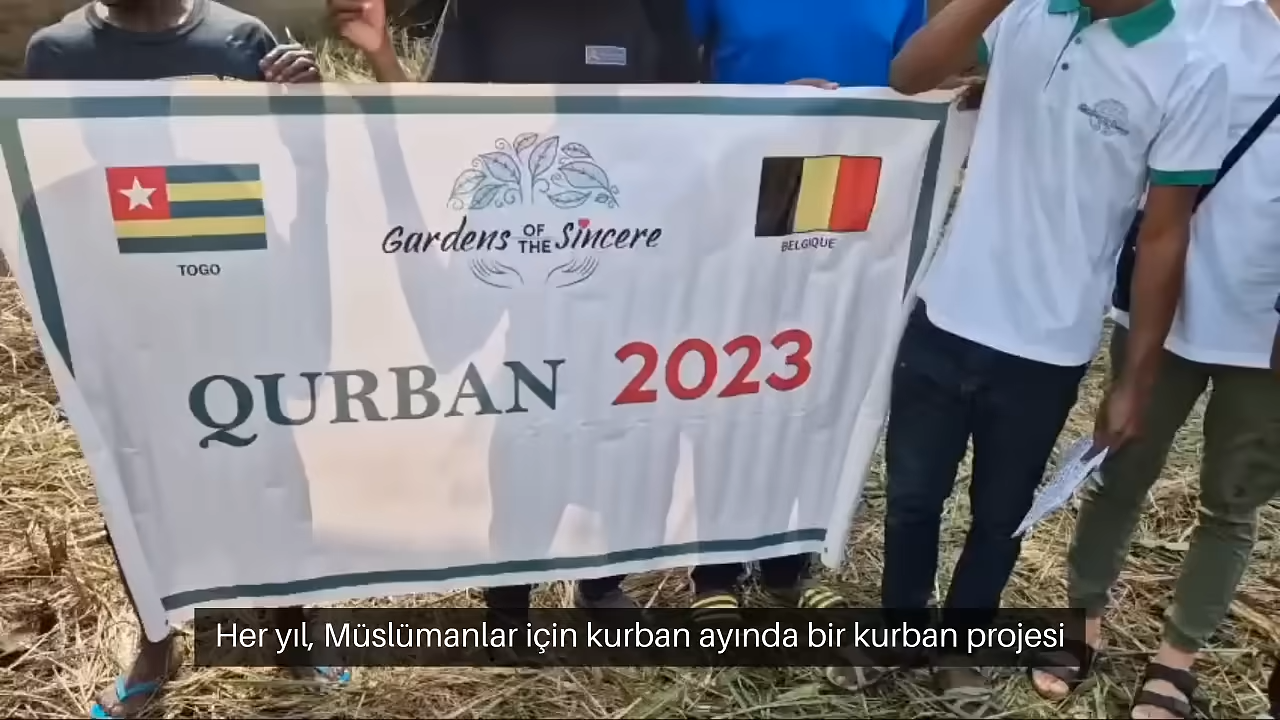 Gardens OF THE Sincere
TOGO
BELGIQUE
QURBAN 2023
Her yıl, Müslümanlar için kurban ayında bir kurban projesi